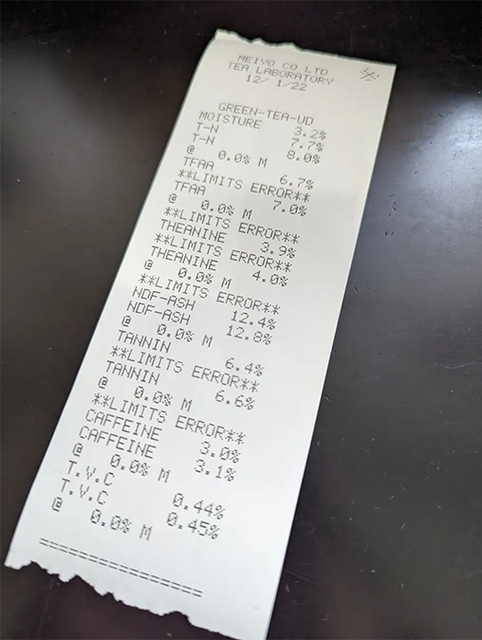 MEIYO CO LTD
TEA LABORATORY
12/ 1/22
GREEN-TEA-UD
MOISTURE 3.2%
T-N 7.7%
T-N 8.0%
@ 0.0% M
TFAA 6.7%
**LIMITS ERROR**
TFAA 7.0%
@ 0.0% M
**LIMITS ERROR**
THEANINE 3.9%
**LIMITS ERROR**
THEANINE 4.0%
@ 0.0% M
**LIMITS ERROR**
NDF-ASH 12.4%
NDF-ASH 12.8%
@ 0.0% M
TANNIN 6.4%
**LIMITS ERROR**
TANNIN 6.6%
@ 0.0% M
**LIMITS ERROR**
CAFFEINE 3.0%
CAFFEINE 3.1%
@ 0.0% M
T.V.C 0.44%
T.V.C 0.45%
@ 0.0% M
==================